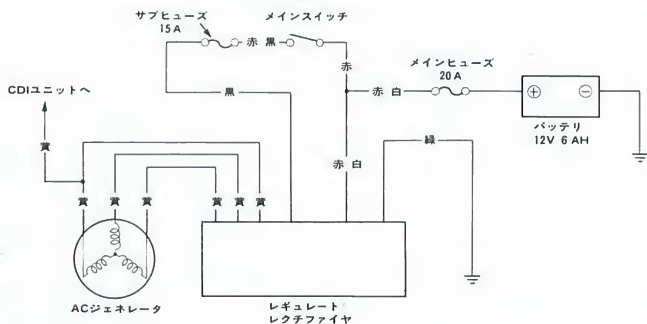 サブヒューズ
15A
メインスイッチ
赤 黒
赤
メインヒューズ
20A
CDIユニットへ
黒
赤 白
⊕ ⊖
バッテリ
12V 6AH
黄
緑
赤 白
黄 黄 黄
黄 黄 黄
ACジェネレータ
レギュレート
レクチファイヤ